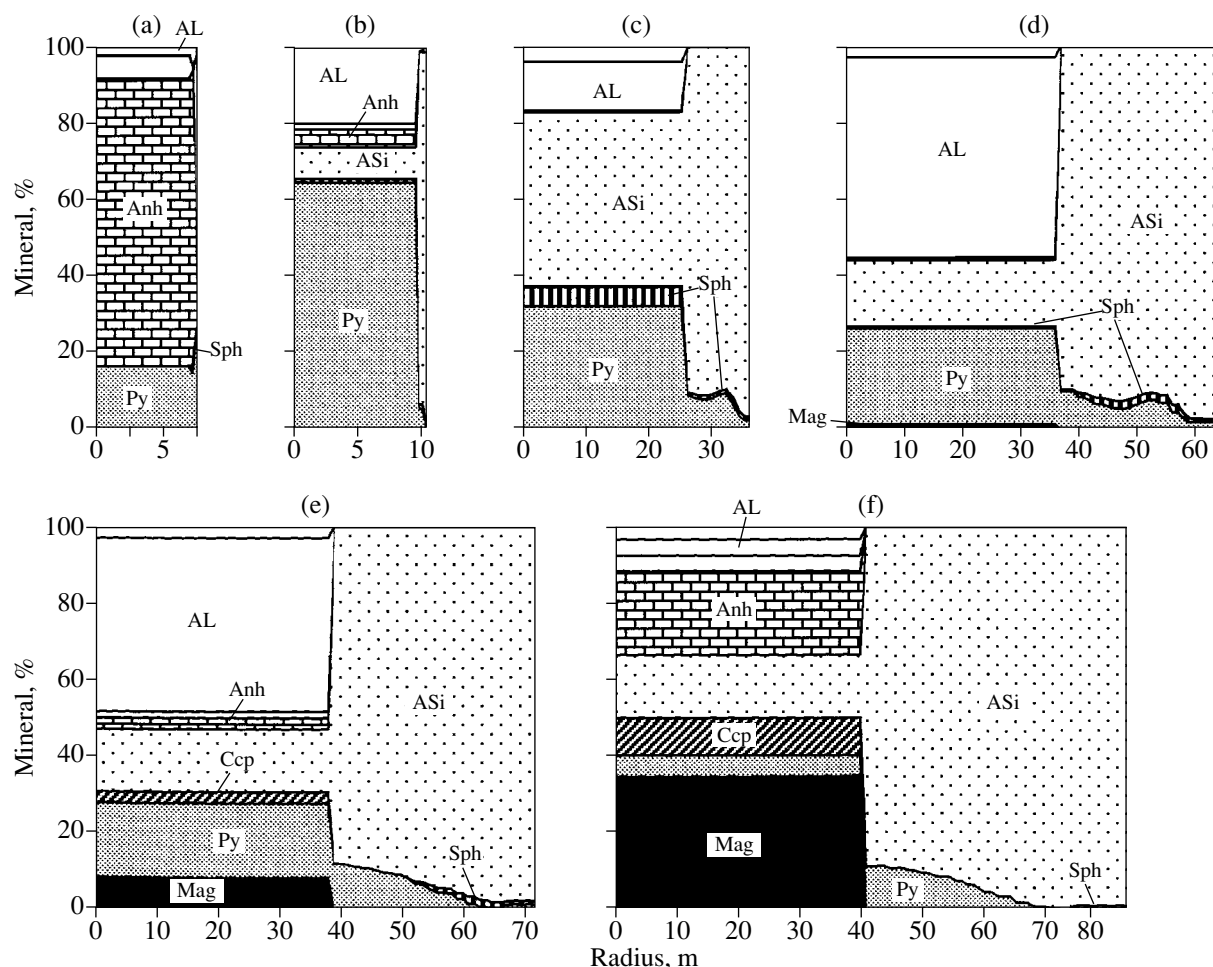 (a) (b) (c) (d)
AL
100
80
60
40
20
0
Mineral, %
Anh
Sph
Py
0 5
AL
Anh
ASi
Py
0 5 10
AL
ASi
Sph
Py
0 10 20 30
AL
ASi
Sph
Py
Mag
0 10 20 30 40 50 60
(e) (f)
100
80
60
40
20
0
Mineral, %
AL
Anh
ASi
Ccp
Py
Sph
Mag
0 10 20 30 40 50 60 70
AL
Anh
ASi
Ccp
Mag
Py
Sph
0 10 20 30 40 50 60 70 80
Radius, m